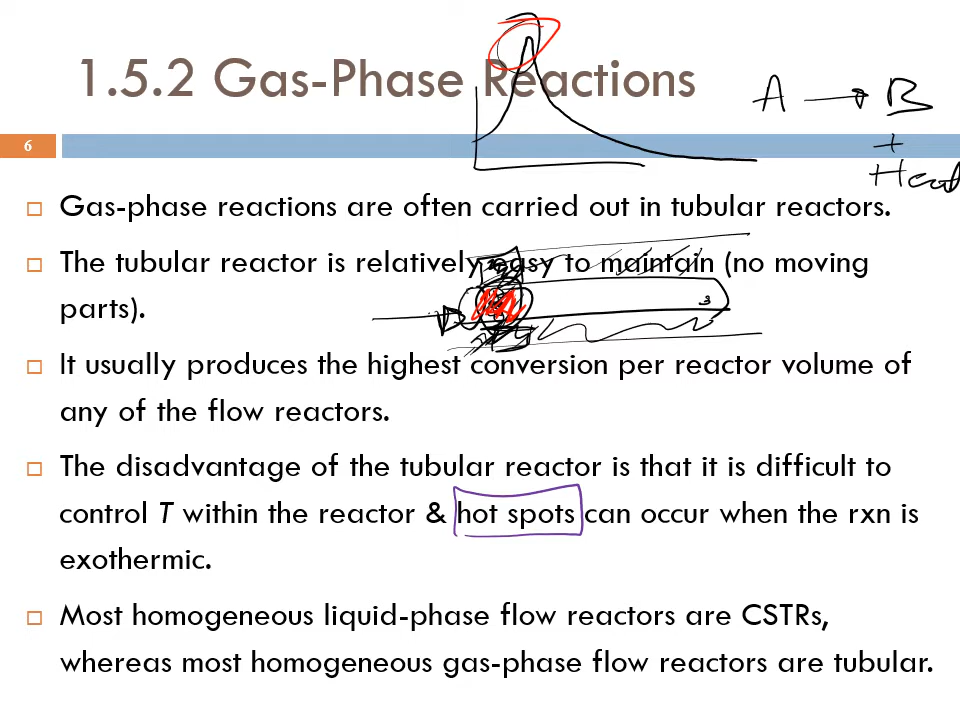 1.5.2 Gas-Phase Reactions
A → B
+
Heat
6
Gas-phase reactions are often carried out in tubular reactors.
The tubular reactor is relatively easy to maintain (no moving
parts).
It usually produces the highest conversion per reactor volume of
any of the flow reactors.
The disadvantage of the tubular reactor is that it is difficult to
control T within the reactor & hot spots can occur when the rxn is
exothermic.
Most homogeneous liquid-phase flow reactors are CSTRs,
whereas most homogeneous gas-phase flow reactors are tubular.